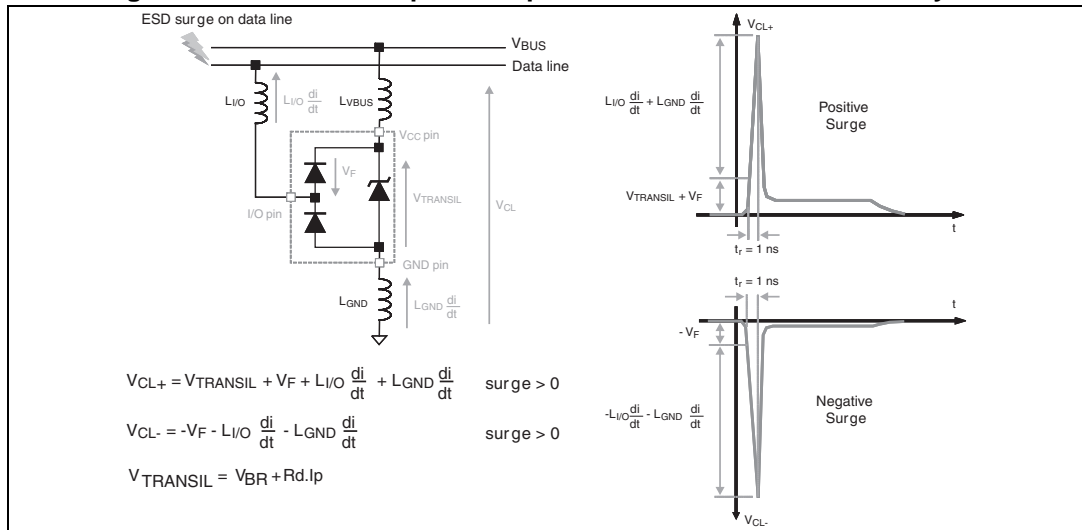 ESD surge on data line
VBUS
Data line
LI/O
LI/O di/dt
LVBUS
VCC pin
VF
VTRANSIL
VCL
I/O pin
GND pin
LGND
LGND di/dt
VCL+ = VTRANSIL + VF + LI/O di/dt + LGND di/dt surge > 0
VCL- = -VF - LI/O di/dt - LGND di/dt surge > 0
VTRANSIL = VBR + Rd.Ip
VCL+
LI/O di/dt + LGND di/dt
Positive
Surge
VTRANSIL + VF
t
tr = 1 ns
tr = 1 ns
t
- VF
-LI/O di/dt - LGND di/dt
Negative
Surge
VCL-